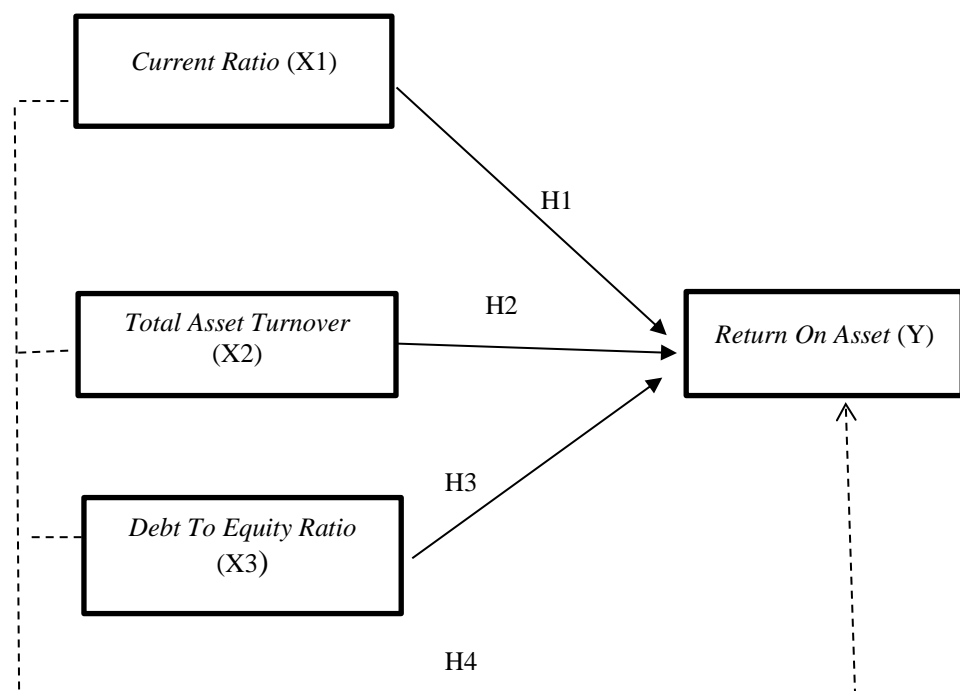 Current Ratio (X1)
H1
H2
Total Asset Turnover
(X2)
Return On Asset (Y)
H3
Debt To Equity Ratio
(X3)
H4